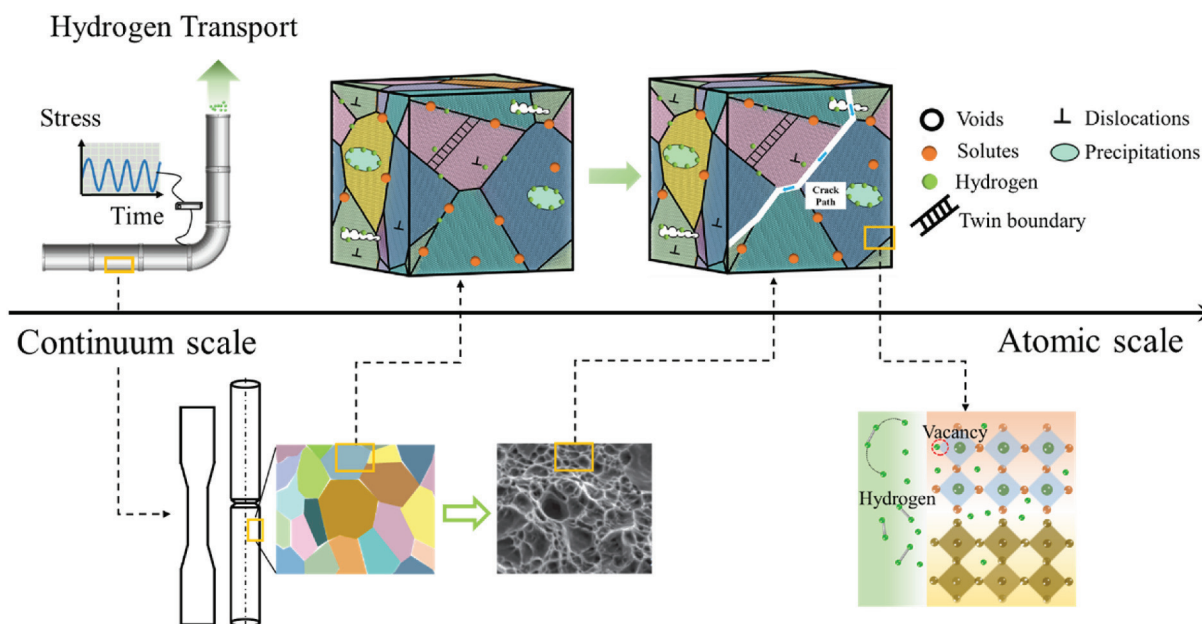 Hydrogen Transport
Stress
Time
Crack
Path
Voids
Solutes
Hydrogen
Twin boundary
Dislocations
Precipitations
Continuum scale
Atomic scale
Vacancy
Hydrogen